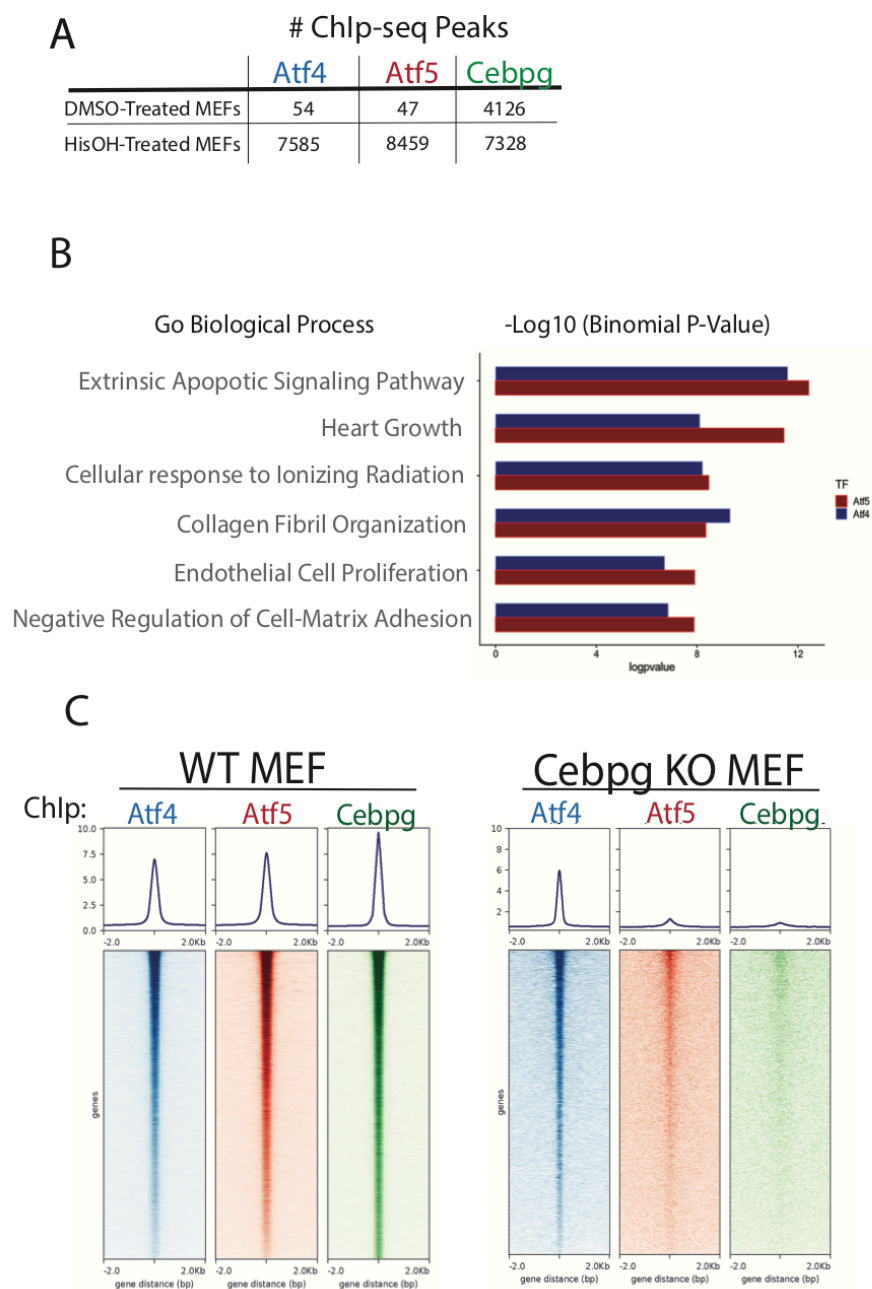 A
# ChIp-seq Peaks
Atf4 Atf5 Cebpg
DMSO-Treated MEFs 54 47 4126
HisOH-Treated MEFs 7585 8459 7328
B
Go Biological Process -Log10 (Binomial P-Value)
Extrinsic Apopotic Signaling Pathway
Heart Growth
Cellular response to Ionizing Radiation
Collagen Fibril Organization
Endothelial Cell Proliferation
Negative Regulation of Cell-Matrix Adhesion
TF
Atf5
Atf4
0 4 8 12
logpvalue
C
WT MEF Cebpg KO MEF
ChIp: Atf4 Atf5 Cebpg Atf4 Atf5 Cebpg
10.0 10
7.5 8
5.0 6
2.5 4
0.0 2
-2.0 2.0Kb -2.0 2.0Kb -2.0 2.0Kb -2.0 2.0Kb -2.0 2.0Kb -2.0 2.0Kb
genes genes
-2.0 2.0Kb -2.0 2.0Kb -2.0 2.0Kb -2.0 2.0Kb -2.0 2.0Kb -2.0 2.0Kb
gene distance (bp) gene distance (bp) gene distance (bp) gene distance (bp) gene distance (bp) gene distance (bp)